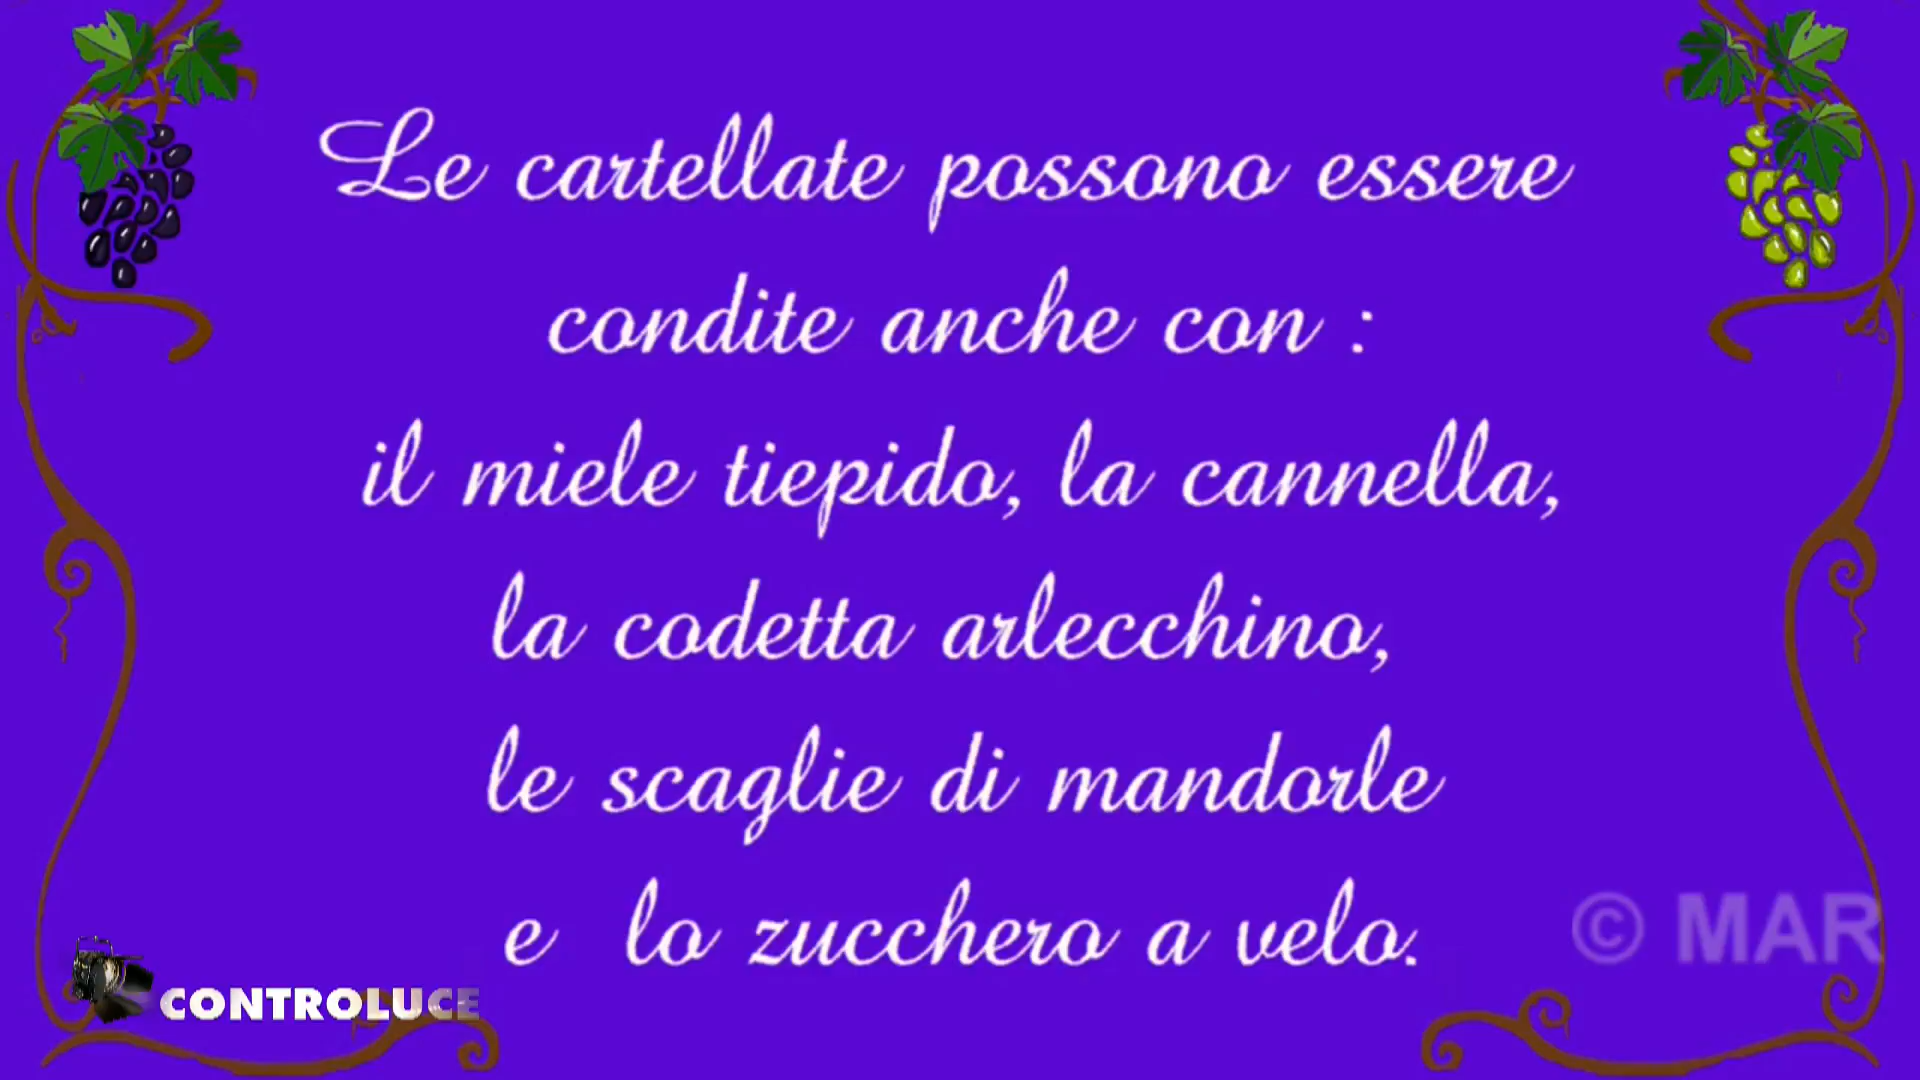 Le cartellate possono essere
condite anche con :
il miele tiepido, la cannella,
la codetta arlecchino,
le scaglie di mandorle
e lo zucchero a velo.
© MAR
CONTROLUCE